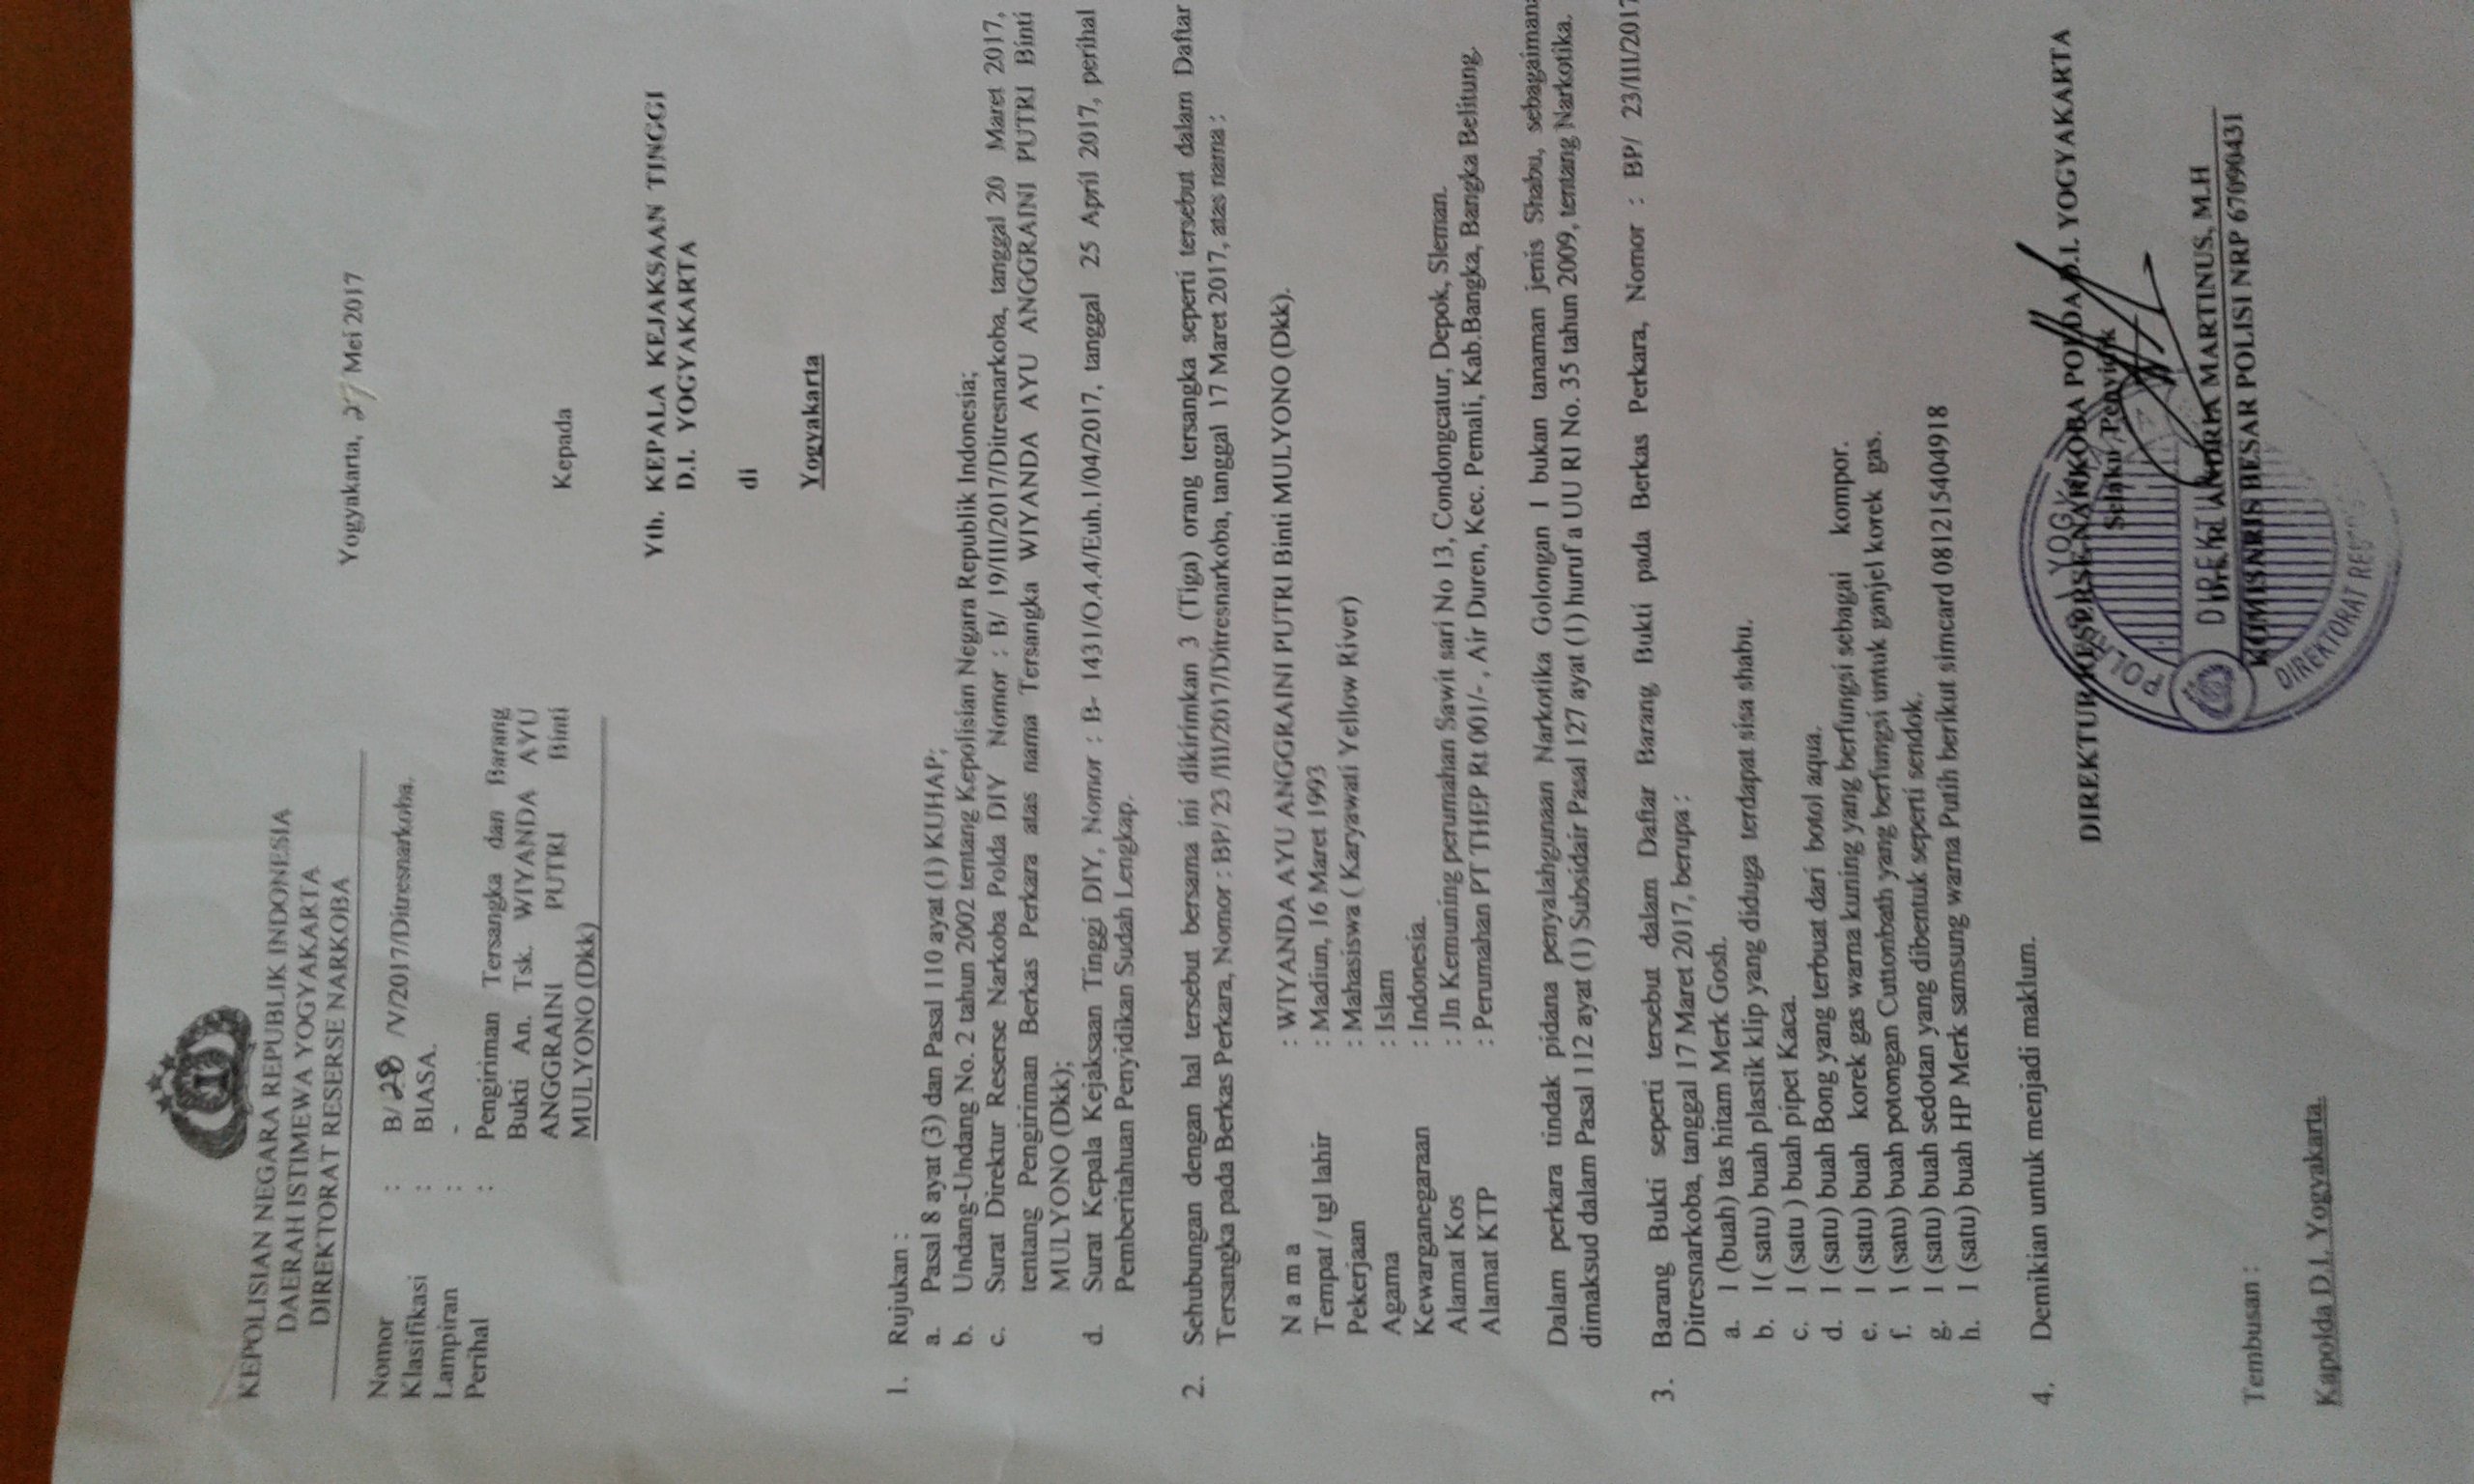 KEPOLISIAN NEGARA REPUBLIK INDONESIA
DAERAH ISTIMEWA YOGYAKARTA
DIREKTORAT RESERSE NARKOBA
Yogyakarta, 27 Mei 2017
Nomor : B/ 28 /V/2017/Ditresnarkoba.
Klasifikasi : BIASA.
Lampiran : -
Perihal : Pengiriman Tersangka dan Barang
Bukti An. Tsk. WIYANDA AYU
ANGGRAINI PUTRI Binti
MULYONO (Dkk)
Kepada
Yth. KEPALA KEJAKSAAN TINGGI
D.I. YOGYAKARTA
di
Yogyakarta
1. Rujukan :
a. Pasal 8 ayat (3) dan Pasal 110 ayat (1) KUHAP;
b. Undang-Undang No. 2 tahun 2002 tentang Kepolisian Negara Republik Indonesia;
c. Surat Direktur Reserse Narkoba Polda DIY Nomor : B/ 19/III/2017/Ditresnarkoba, tanggal 20 Maret 2017,
tentang Pengiriman Berkas Perkara atas nama Tersangka WIYANDA AYU ANGGRAINI PUTRI Binti
MULYONO (Dkk);
d. Surat Kepala Kejaksaan Tinggi DIY, Nomor : B- 1431/O.4.4/Euh.1/04/2017, tanggal 25 April 2017, perihal
Pemberitahuan Penyidikan Sudah Lengkap.
2. Sehubungan dengan hal tersebut bersama ini dikirimkan 3 (Tiga) orang tersangka seperti tersebut dalam Daftar
Tersangka pada Berkas Perkara, Nomor : BP/ 23 /III/2017/Ditresnarkoba, tanggal 17 Maret 2017, atas nama :
N a m a : WIYANDA AYU ANGGRAINI PUTRI Binti MULYONO (Dkk).
Tempat / tgl lahir : Madiun, 16 Maret 1993
Pekerjaan : Mahasiswa ( Karyawati Yellow River)
Agama : Islam
Kewarganegaraan : Indonesia.
Alamat Kos : Jln Kemuning perumahan Sawit sari No 13, Condongcatur, Depok, Sleman.
Alamat KTP : Perumahan PT THEP Rt 001/- , Air Duren, Kec. Pemali, Kab.Bangka, Bangka Belitung.
Dalam perkara tindak pidana penyalahgunaan Narkotika Golongan I bukan tanaman jenis Shabu, sebagaimana
dimaksud dalam Pasal 112 ayat (1) Subsidair Pasal 127 ayat (1) huruf a UU RI No. 35 tahun 2009, tentang Narkotika.
3. Barang Bukti seperti tersebut dalam Daftar Barang Bukti pada Berkas Perkara, Nomor : BP/ 23/III/2017
Ditresnarkoba, tanggal 17 Maret 2017, berupa :
a. 1 (buah) tas hitam Merk Gosh.
b. 1( satu) buah plastik klip yang diduga terdapat sisa shabu.
c. 1 (satu ) buah pipet Kaca.
d. 1 (satu) buah Bong yang terbuat dari botol aqua.
e. 1 (satu) buah korek gas warna kuning yang berfungsi sebagai kompor.
f. 1 (satu) buah potongan Cuttonbath yang berfungsi untuk ganjel korek gas.
g. 1 (satu) buah sedotan yang dibentuk seperti sendok.
h. 1 (satu) buah HP Merk samsung warna Putih berikut simcard 081215404918
4. Demikian untuk menjadi maklum.
DIREKTUR RESERSE NARKOBA POLDA D.I. YOGYAKARTA
Selaku Penyidik
DIREKTUR
Drs. R. ANDRIA MARTINUS, M.H
KOMISARIS BESAR POLISI NRP 67090431
DIREKTORAT
Tembusan :
Kapolda D.I. Yogyakarta.